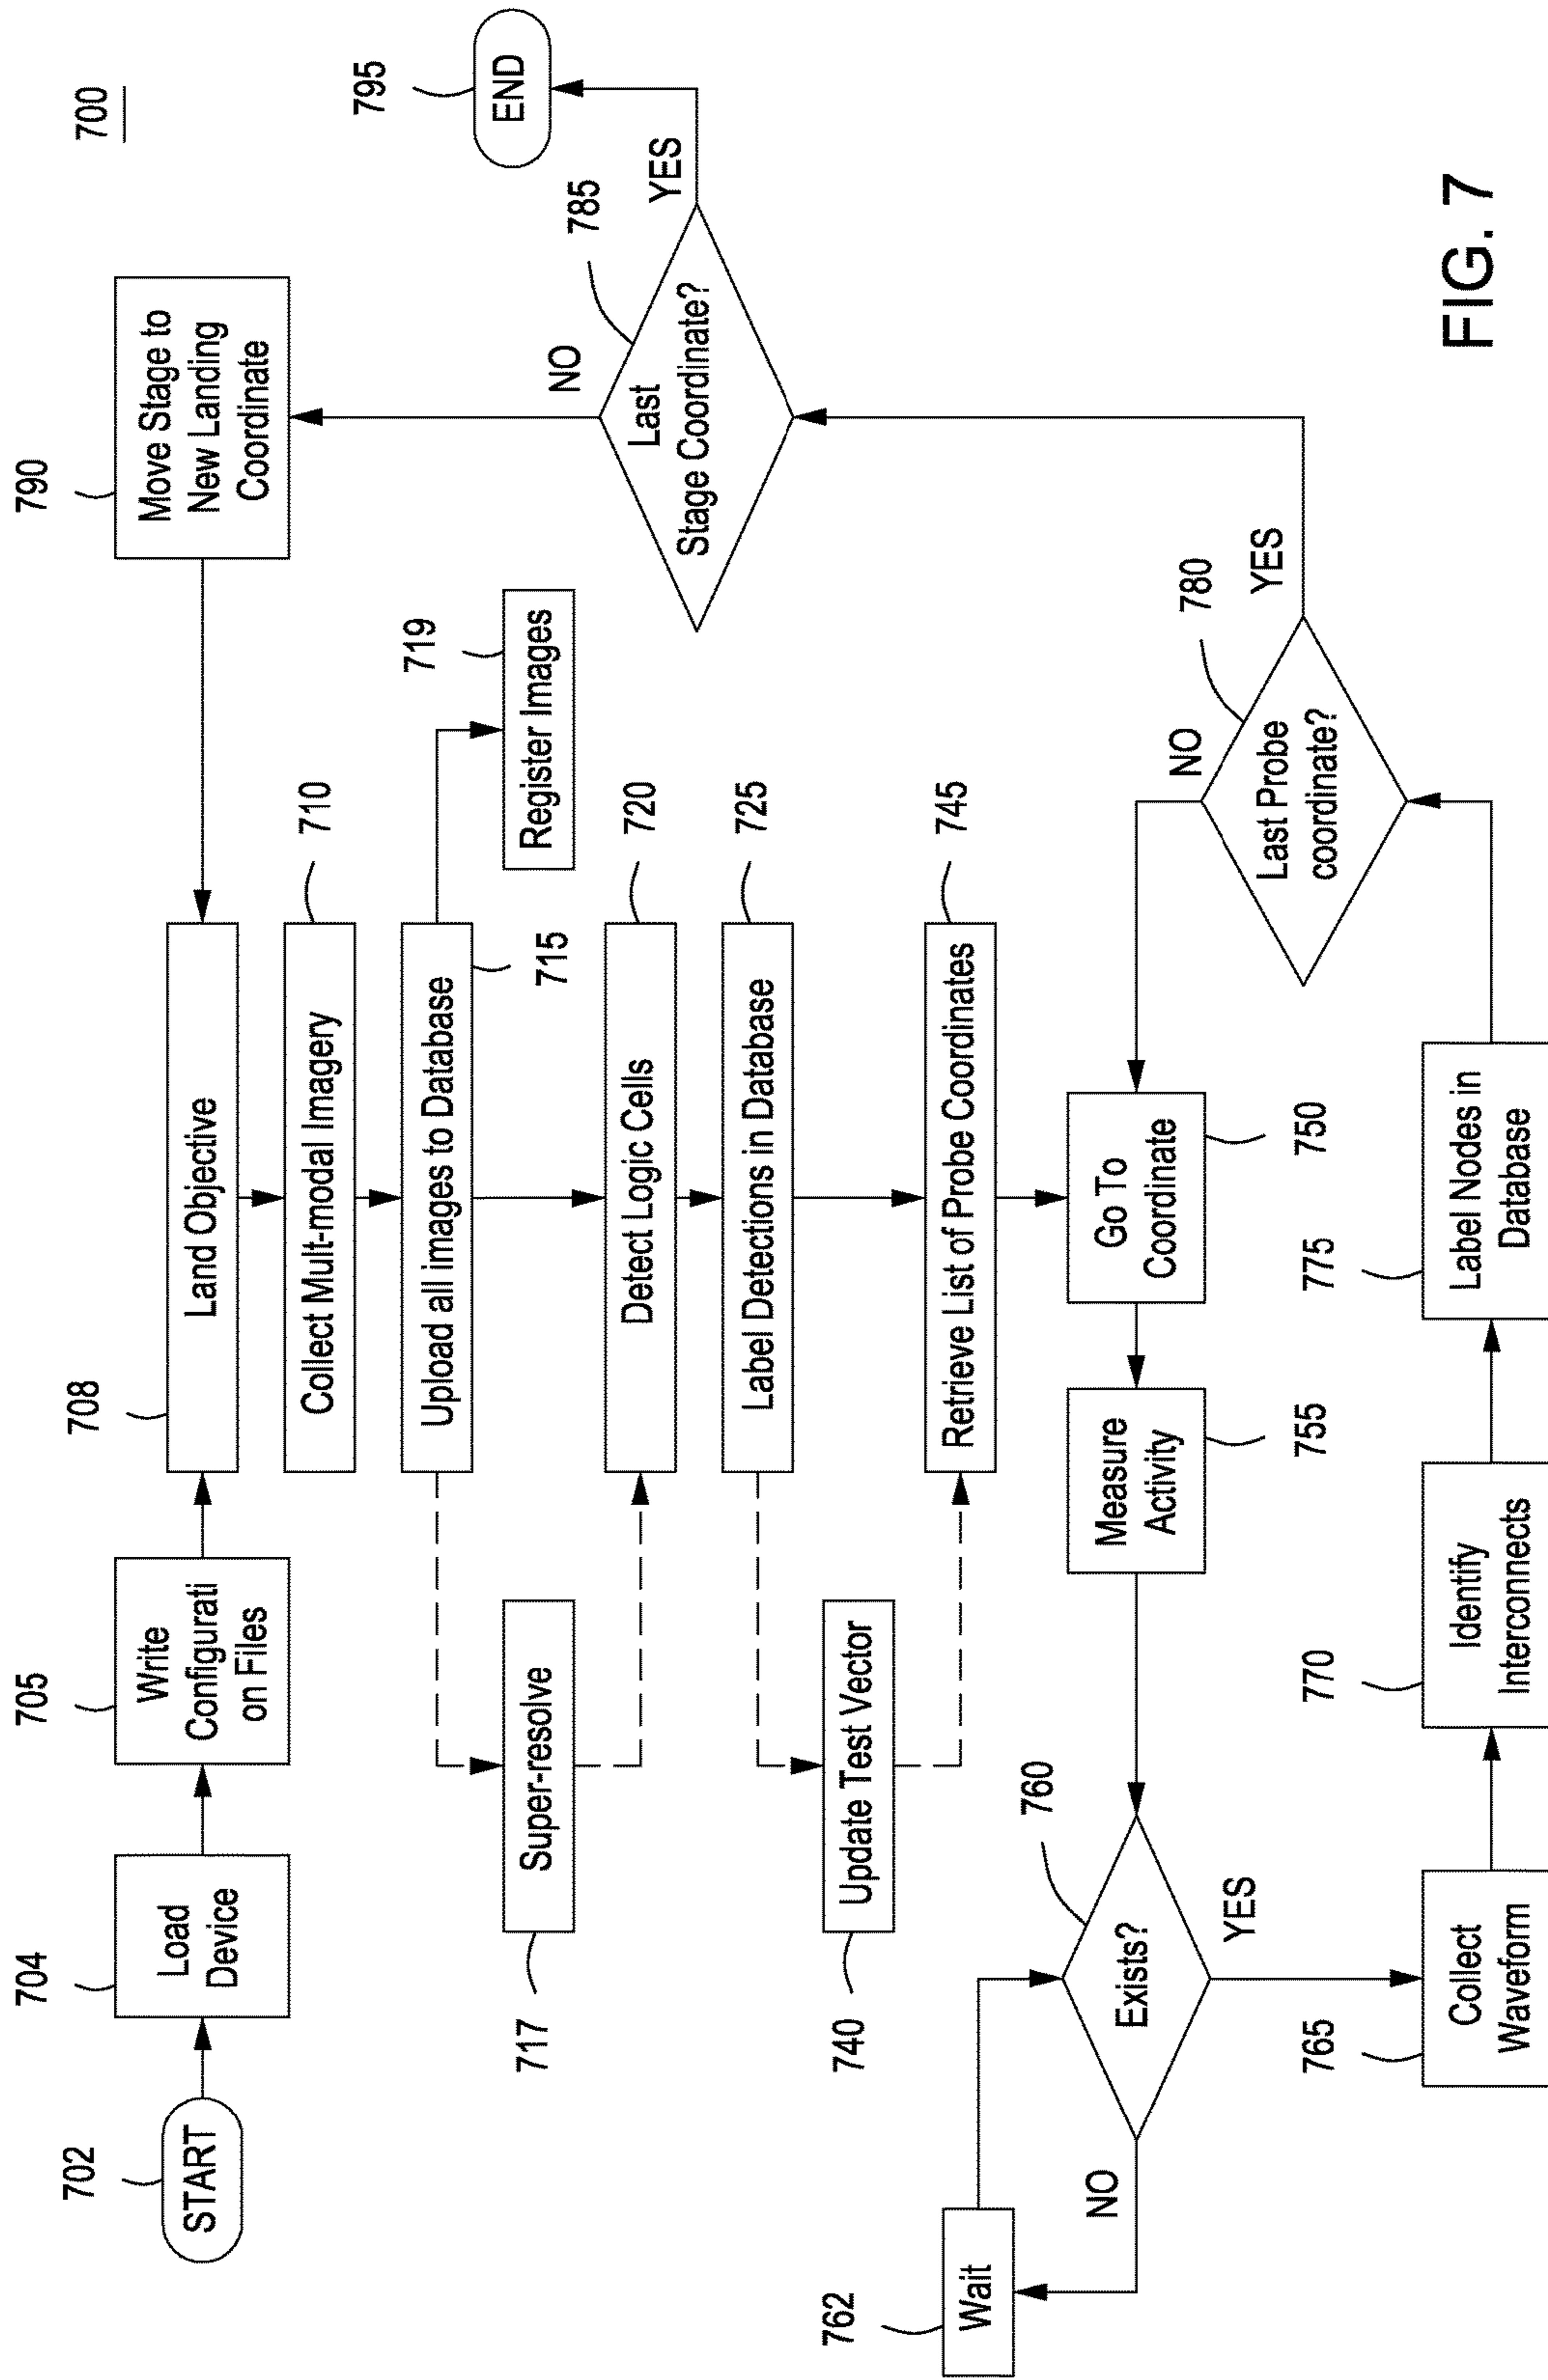 700
702
START
704
Load
Device
705
Write
Configurati
on Files
708
Land Objective
790
Move Stage to
New Landing
Coordinate
710
Collect Mult-modal Imagery
Upload all images to Database
715
719
Register Images
717
Super-resolve
720
Detect Logic Cells
725
Label Detections in Database
740
Update Test Vector
745
Retrieve List of Probe Coordinates
Last
Stage Coordinate?
785
NO
YES
795
END
762
Wait
NO
760
Exists?
YES
Measure
Activity
755
Go To
Coordinate
750
NO
780
Last Probe
coordinate?
YES
765
Collect
Waveform
770
Identify
Interconnects
775
Label Nodes in
Database
FIG. 7